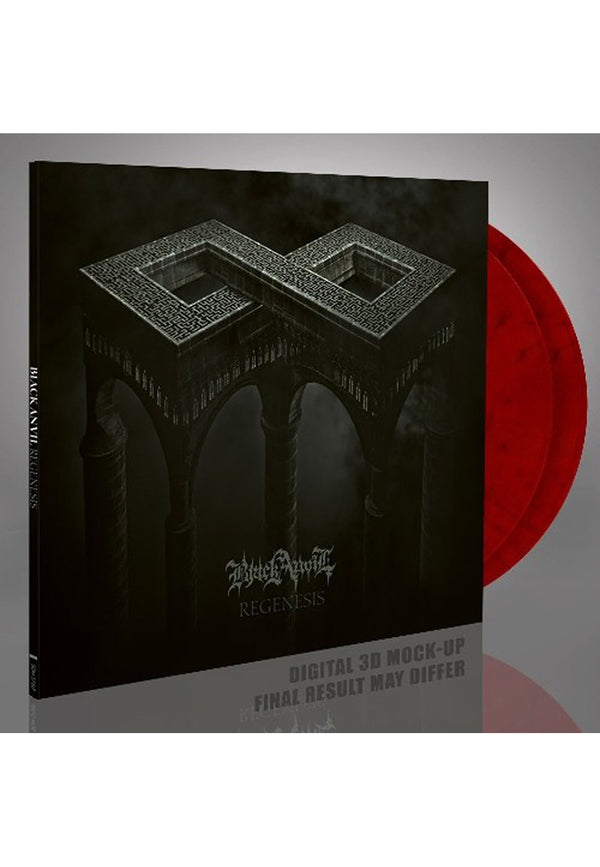 BLACK ANVIL REGENESIS
Black Anvil
REGENESIS
DIGITAL 3D MOCK-UP
FINAL RESULT MAY DIFFER